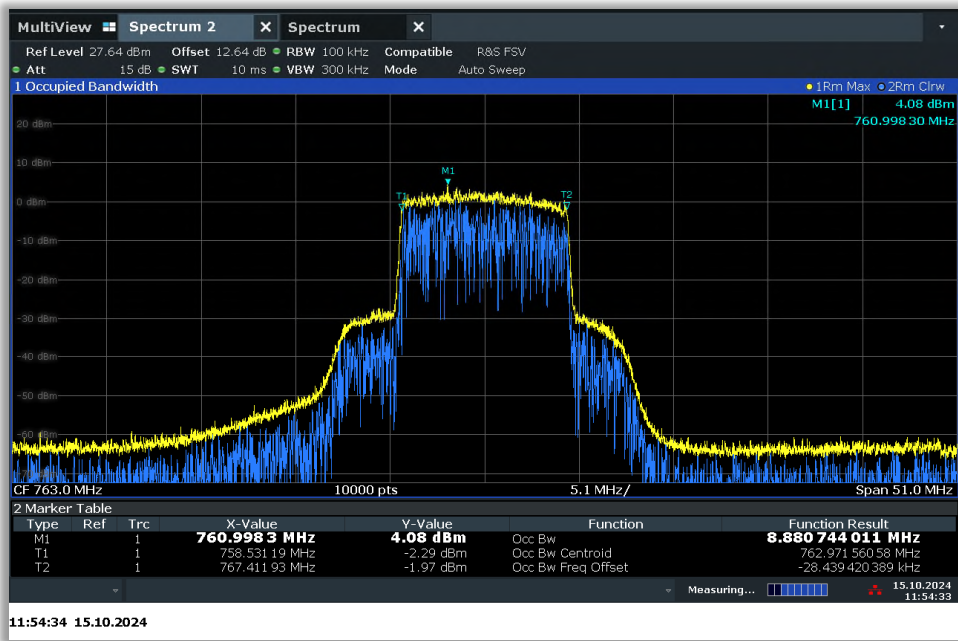 MultiView Spectrum 2 X Spectrum X
Ref Level 27.64 dBm Offset 12.64 dB RBW 100 kHz Compatible R&S FSV
Att 15 dB SWT 10 ms VBW 300 kHz Mode Auto Sweep
1 Occupied Bandwidth 1Rm Max 2Rm Clrw
M1[1] 4.08 dBm
760.998 30 MHz
20 dBm
10 dBm
M1
T1 T2
0 dBm
-10 dBm
-20 dBm
-30 dBm
-40 dBm
-50 dBm
-60 dBm
CF 763.0 MHz 10000 pts 5.1 MHz/ Span 51.0 MHz
2 Marker Table
Type Ref Trc X-Value Y-Value Function Function Result
M1 1 760.998 3 MHz 4.08 dBm Occ Bw 8.880 744 011 MHz
T1 1 758.531 19 MHz -2.29 dBm Occ Bw Centroid 762.971 560 58 MHz
T2 1 767.411 93 MHz -1.97 dBm Occ Bw Freq Offset -28.439 420 389 kHz
Measuring... 15.10.2024
11:54:33
11:54:34 15.10.2024